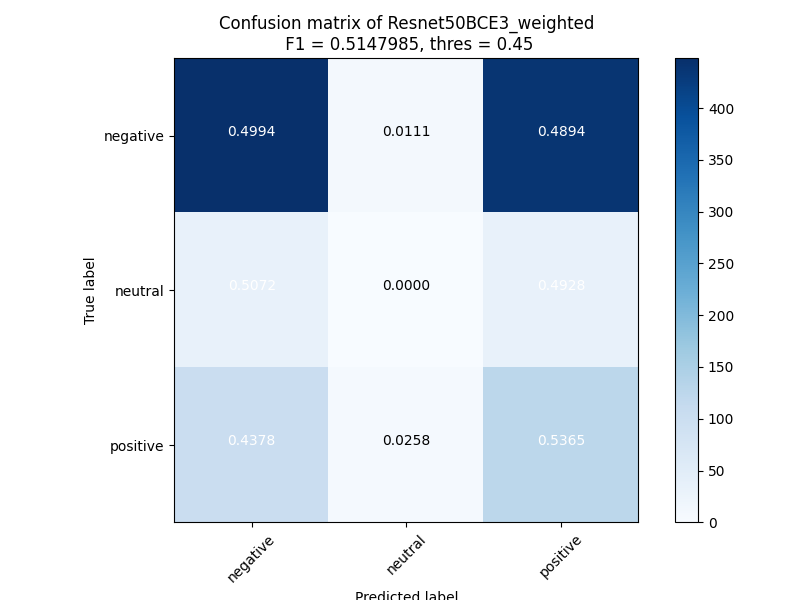 Confusion matrix of Resnet50BCE3_weighted
F1 = 0.5147985, thres = 0.45
negative 0.4994 0.0111 0.4894
neutral 0.5072 0.0000 0.4928
positive 0.4378 0.0258 0.5365
True label
negative neutral positive
Predicted label
400
350
300
250
200
150
100
50
0